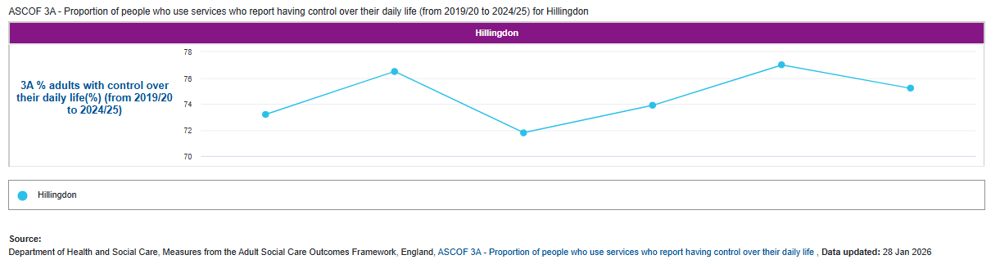 ASCOF 3A - Proportion of people who use services who report having control over their daily life (from 2019/20 to 2024/25) for Hillingdon
Hillingdon
3A % adults with control over
their daily life(%) (from 2019/20
to 2024/25)
78
76
74
72
70
Hillingdon
Source:
Department of Health and Social Care, Measures from the Adult Social Care Outcomes Framework, England, ASCOF 3A - Proportion of people who use services who report having control over their daily life , Data updated: 28 Jan 2026